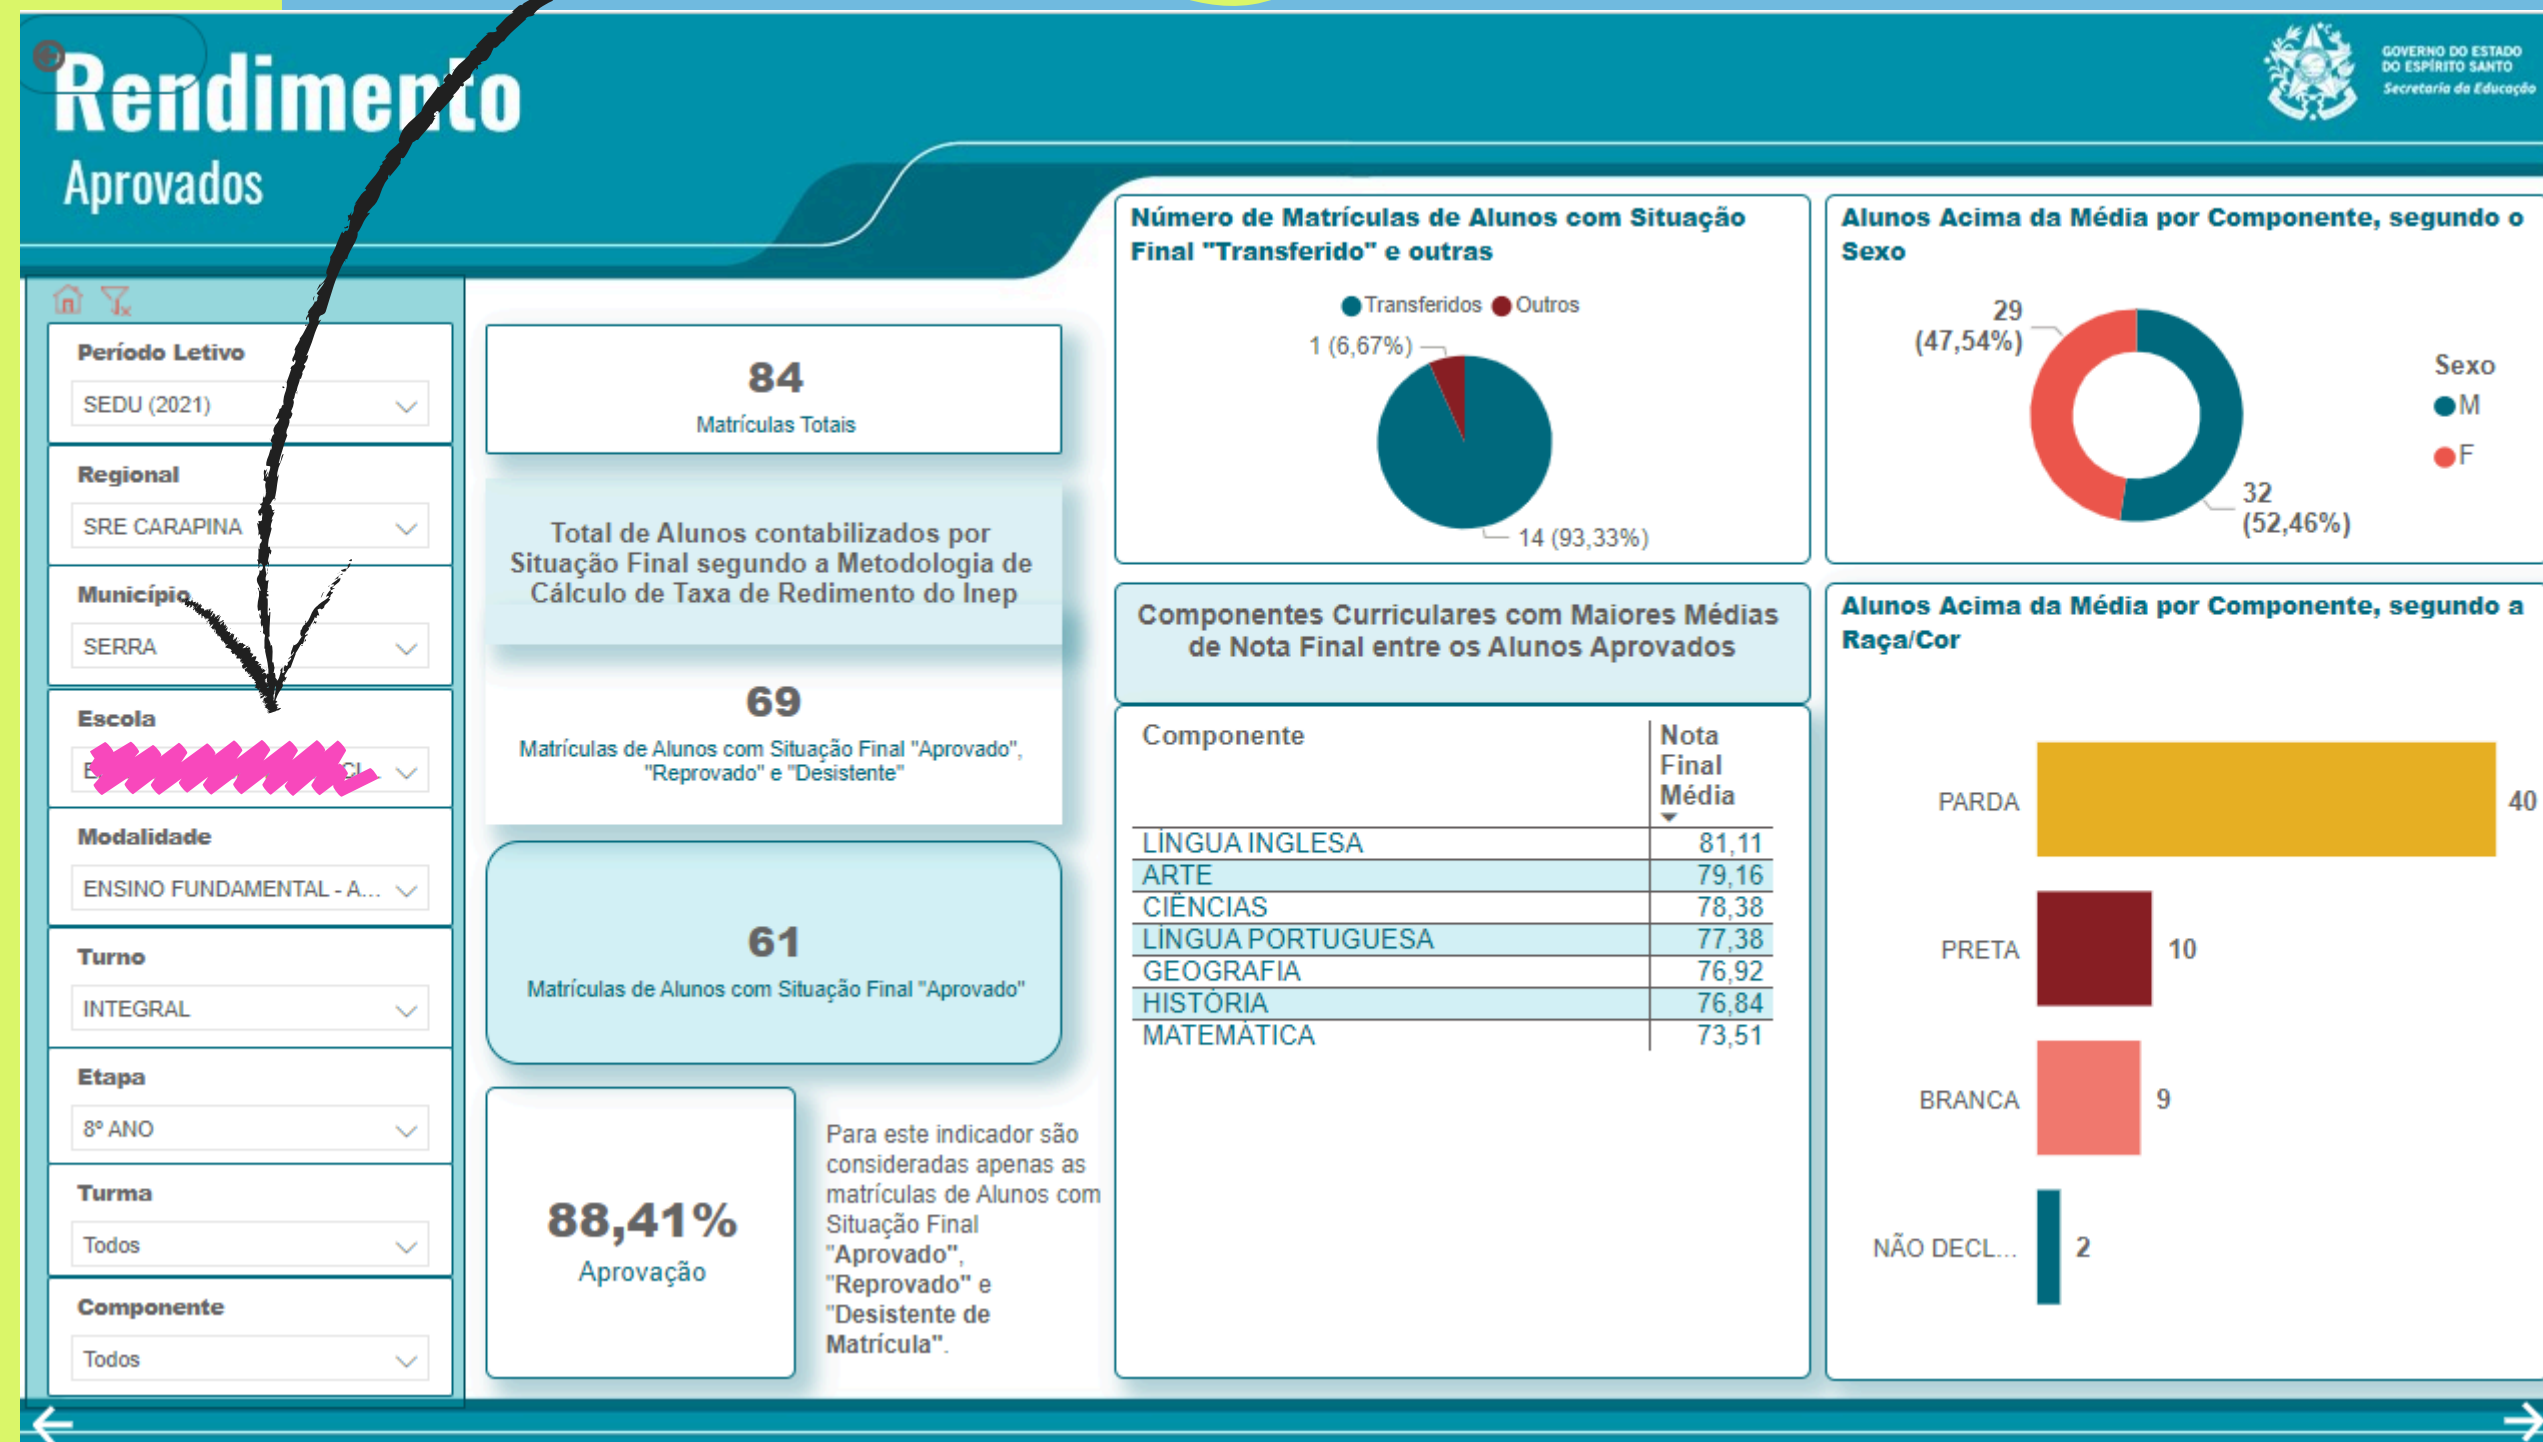 Rendimento
Aprovados
GOVERNO DO ESTADO
DO ESPÍRITO SANTO
Secretaria da Educação
Período Letivo
SEDU (2021)
Regional
SRE CARAPINA
Município
SERRA
Escola
Modalidade
ENSINO FUNDAMENTAL - A...
Turno
INTEGRAL
Etapa
8º ANO
Turma
Todos
Componente
Todos
84
Matrículas Totais
Total de Alunos contabilizados por
Situação Final segundo a Metodologia de
Cálculo de Taxa de Redimento do Inep
69
Matrículas de Alunos com Situação Final "Aprovado",
"Reprovado" e "Desistente"
61
Matrículas de Alunos com Situação Final "Aprovado"
88,41%
Aprovação
Para este indicador são
consideradas apenas as
matrículas de Alunos com
Situação Final
"Aprovado",
"Reprovado" e
"Desistente de
Matrícula".
Número de Matrículas de Alunos com Situação
Final "Transferido" e outras
Transferidos Outros
1 (6,67%)
14 (93,33%)
Componentes Curriculares com Maiores Médias
de Nota Final entre os Alunos Aprovados
Componente Nota
Final
Média
LÍNGUA INGLESA 81,11
ARTE 79,16
CIÊNCIAS 78,38
LÍNGUA PORTUGUESA 77,38
GEOGRAFIA 76,92
HISTÓRIA 76,84
MATEMÁTICA 73,51
Alunos Acima da Média por Componente, segundo o
Sexo
29
(47,54%)
Sexo
M
F
32
(52,46%)
Alunos Acima da Média por Componente, segundo a
Raça/Cor
PARDA 40
PRETA 10
BRANCA 9
NÃO DECL... 2